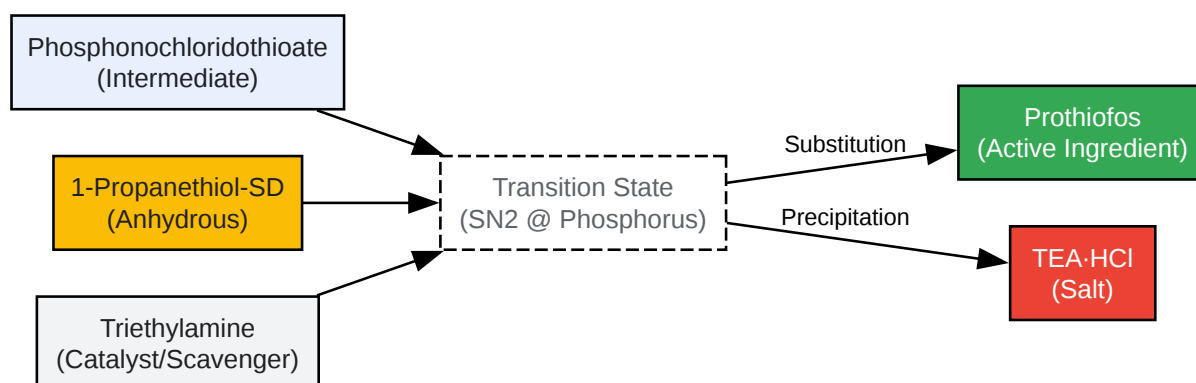 Phosphonochloridothioate
(Intermediate)
1-Propanethiol-SD
(Anhydrous)
Triethylamine
(Catalyst/Scavenger)
Transition State
(SN2 @ Phosphorus)
Substitution
Precipitation
Prothiofos
(Active Ingredient)
TEA·HCl
(Salt)